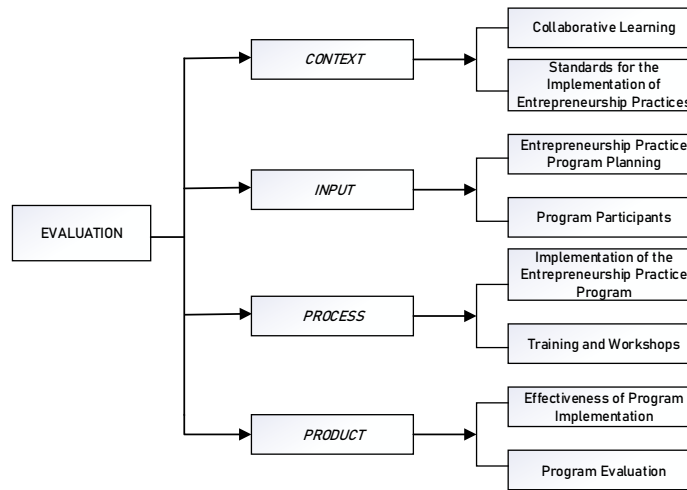 EVALUATION
CONTEXT
Collaborative Learning
Standards for the
Implementation of
Entrepreneurship Practices
INPUT
Entrepreneurship Practice
Program Planning
Program Participants
PROCESS
Implementation of the
Entrepreneurship Practice
Program
Training and Workshops
PRODUCT
Effectiveness of Program
Implementation
Program Evaluation